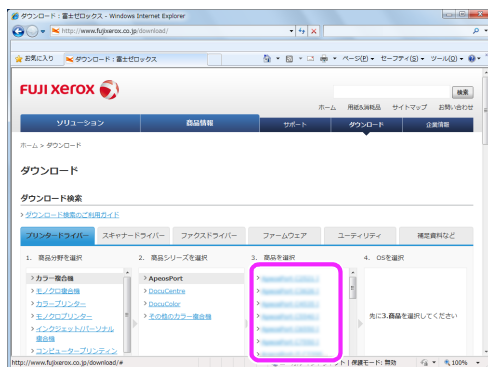 ダウンロード : 富士ゼロックス - Windows Internet Explorer
http://www.fujixerox.co.jp/download/
お気に入り ダウンロード : 富士ゼロックス ページ(P) セーフティ(S) ツール(O)
FUJI XEROX
検索
ホーム 用紙&消耗品 サイトマップ お問い合わせ
ソリューション 商品情報 サポート ダウンロード 企業情報
ホーム > ダウンロード
ダウンロード
ダウンロード検索
> ダウンロード検索のご利用ガイド
プリンタードライバー スキャナードライバー ファクスドライバー ファームウェア ユーティリティ 補足資料など
1. 商品分野を選択 2. 商品シリーズを選択 3. 商品を選択 4. OSを選択
> カラー複合機 > ApeosPort
> モノクロ複合機 > DocuCentre
> カラープリンター > DocuColor
> モノクロプリンター > その他のカラー複合機
先に3.商品を選択してください
> インクジェット/パーソナル
複合機
> コンピュータープリンティン
http://www.fujixerox.co.jp/download/# ト | 保護モード: 無効 100%